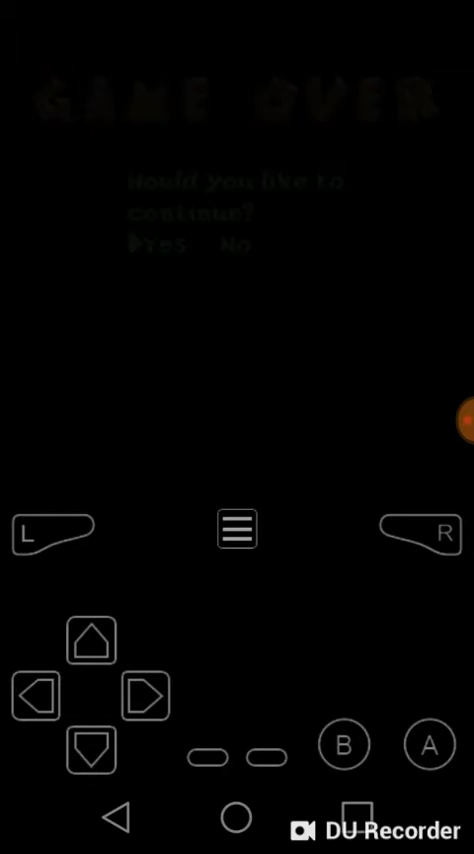 GAME OVER
Would you like to
continue?
Yes No
L
R
B
A
DU Recorder